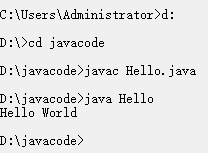 C:\Users\Administrator>d:
D:\>cd javacode
D:\javacode>javac Hello.java
D:\javacode>java Hello
Hello World
D:\javacode>